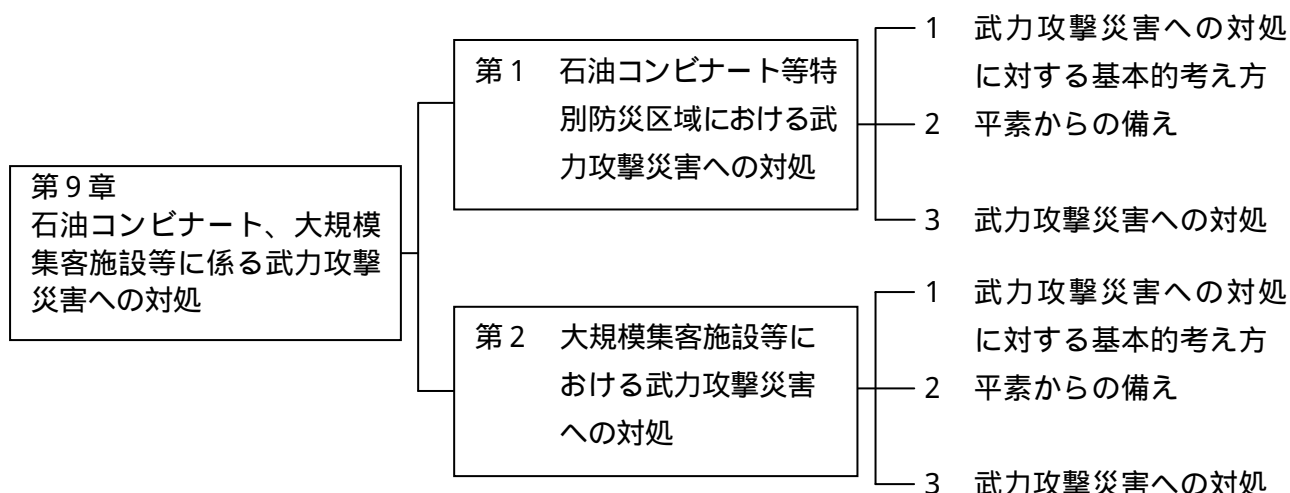 第９章
石油コンビナート、大規模
集客施設等に係る武力攻撃
災害への対処
第１　石油コンビナート等特
別防災区域における武
力攻撃災害への対処
1　武力攻撃災害への対処
に対する基本的考え方
2　平素からの備え
3　武力攻撃災害への対処
第２　大規模集客施設等に
おける武力攻撃災害
への対処
1　武力攻撃災害への対処
に対する基本的考え方
2　平素からの備え
3　武力攻撃災害への対処